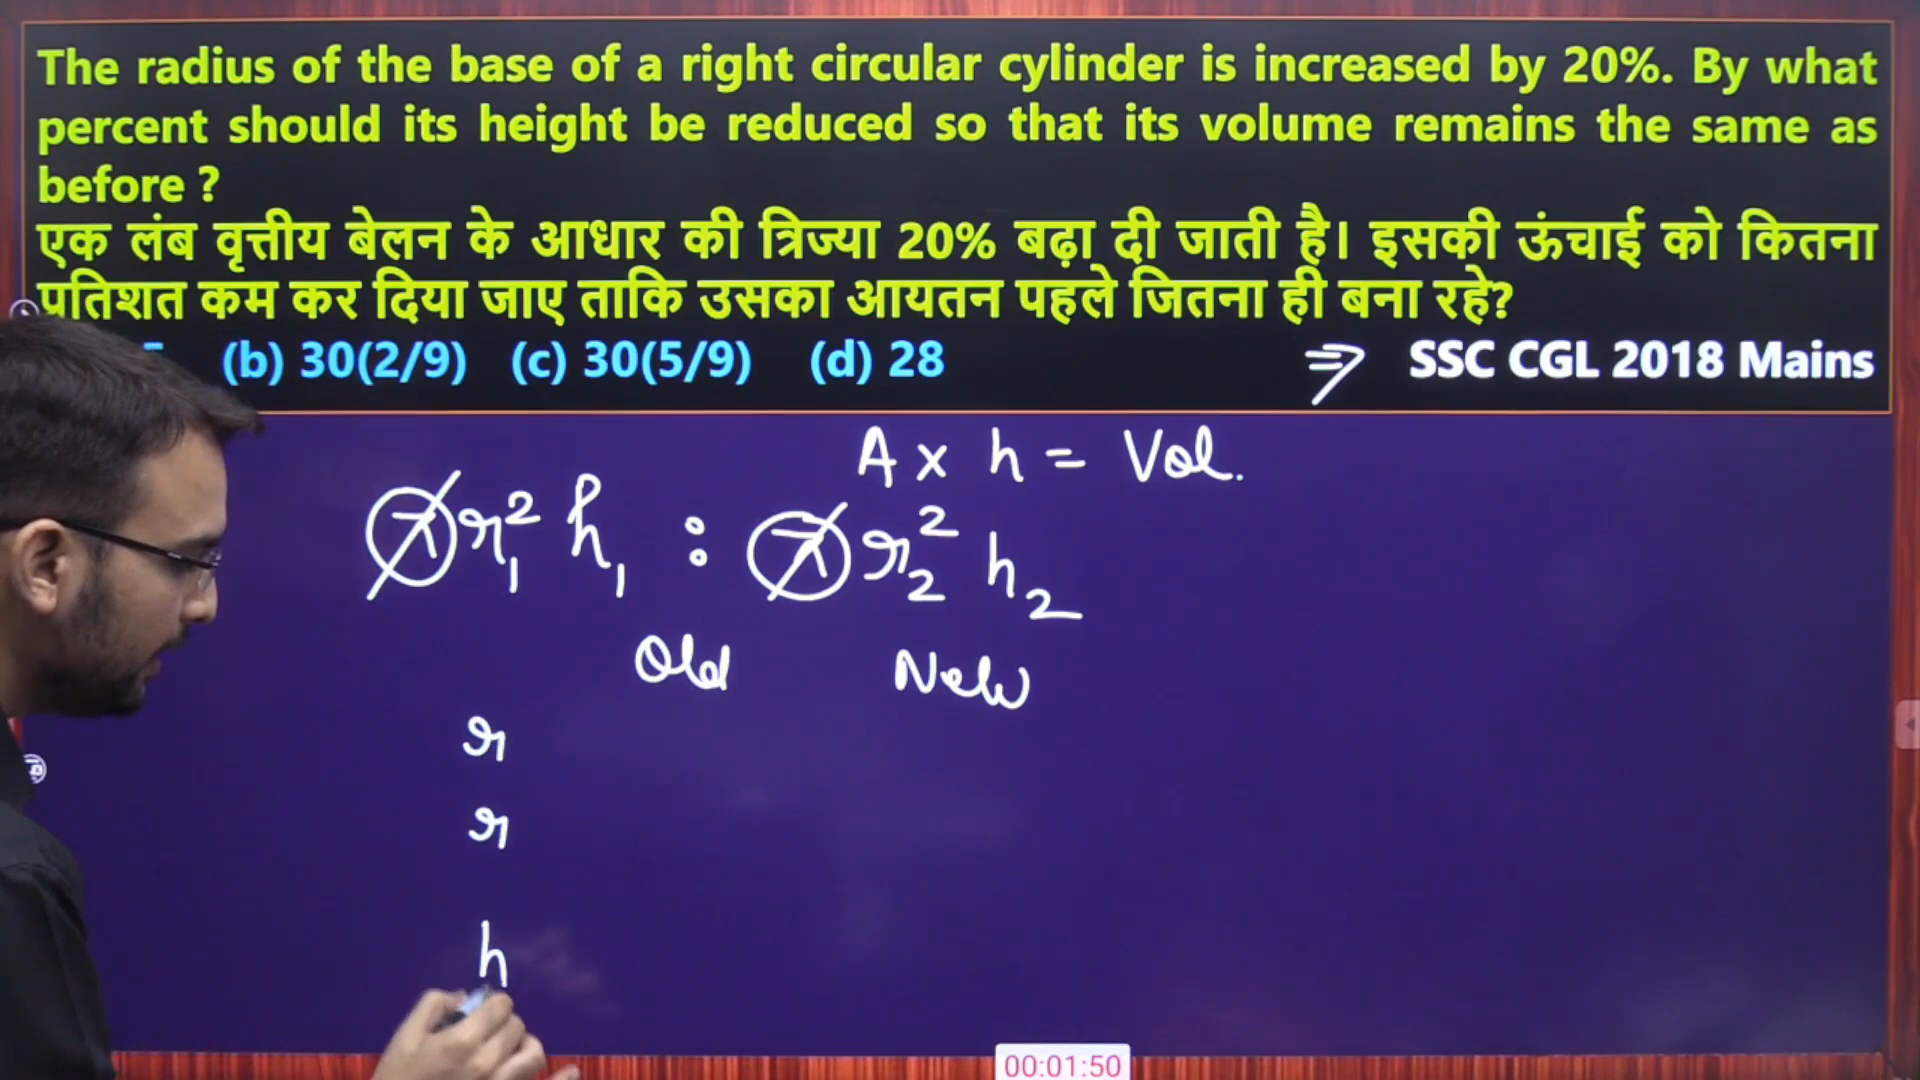 The radius of the base of a right circular cylinder is increased by 20%. By what
percent should its height be reduced so that its volume remains the same as
before ?
एक लंब वृत्तीय बेलन के आधार की त्रिज्या 20% बढ़ा दी जाती है। इसकी ऊंचाई को कितना
प्रतिशत कम कर दिया जाए ताकि उसका आयतन पहले जितना ही बना रहे?
(b) 30(2/9) (c) 30(5/9) (d) 28 ⇒ SSC CGL 2018 Mains
A x h = Vol.
π r₁² h₁ : π r₂² h₂
Old New
r
r
h
00:01:50